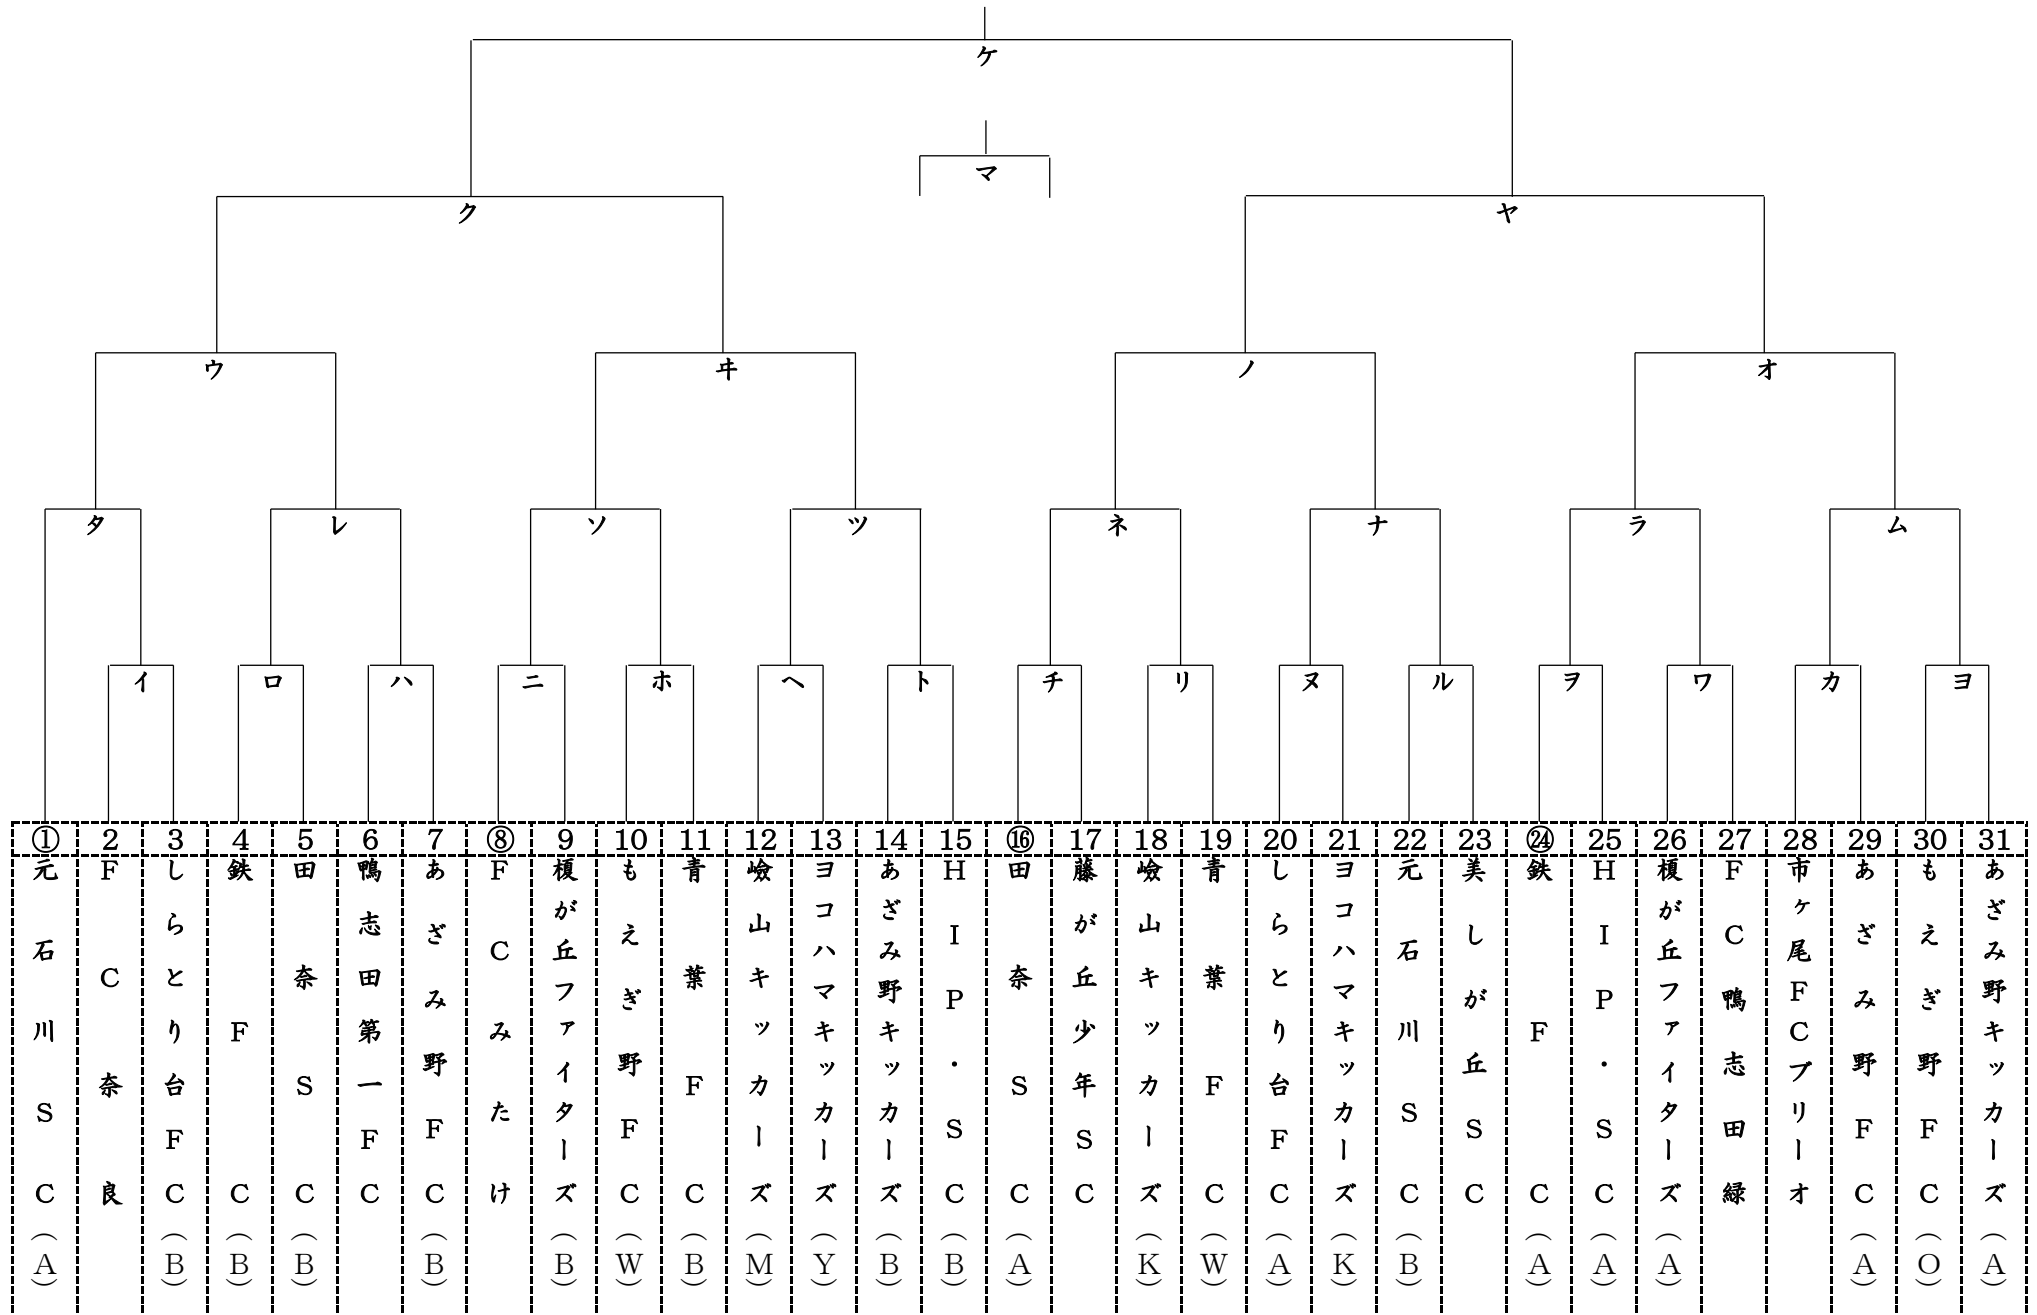 ケ
マ
ク ヤ
ウ ヰ ノ オ
タ レ ソ ツ ネ ナ ラ ム
イ ロ ハ ニ ホ ヘ ト チ リ ヌ ル ヲ ワ カ ヨ
① 2 3 4 5 6 7 ⑧ 9 10 11 12 13 14 15 ⑯ 17 18 19 20 21 22 23 ㉔ 25 26 27 28 29 30 31
元石川SC(A)
FC奈良
しらとり台FC(B)
鉄FC(B)
田奈SC(B)
鴨志田第一FC
あざみ野FC(B)
FCみたけ
榎が丘ファイターズ(B)
もえぎ野FC(W)
青葉FC(B)
嶮山キッカーズ(M)
ヨコハマキッカーズ(Y)
あざみ野キッカーズ(B)
HIP・SC(B)
田奈SC(A)
藤が丘少年SC
嶮山キッカーズ(K)
青葉FC(W)
しらとり台FC(A)
ヨコハマキッカーズ(K)
元石川SC(B)
美しが丘SC
鉄FC(A)
HIP・SC(A)
榎が丘ファイターズ(A)
FC鴨志田緑
市ヶ尾FCブリーオ
あざみ野FC(A)
もえぎ野FC(O)
あざみ野キッカーズ(A)